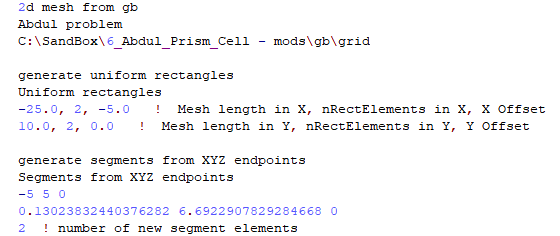 2d mesh from gb
Abdul problem
C:\SandBox\6_Abdul_Prism_Cell - mods\gb\grid
generate uniform rectangles
Uniform rectangles
-25.0, 2, -5.0   !  Mesh length in X, nRectElements in X, X Offset
10.0, 2, 0.0   !  Mesh length in Y, nRectElements in Y, Y Offset
generate segments from XYZ endpoints
Segments from XYZ endpoints
-5 5 0
0.13023832440376282 6.6922907829284668 0
2  ! number of new segment elements